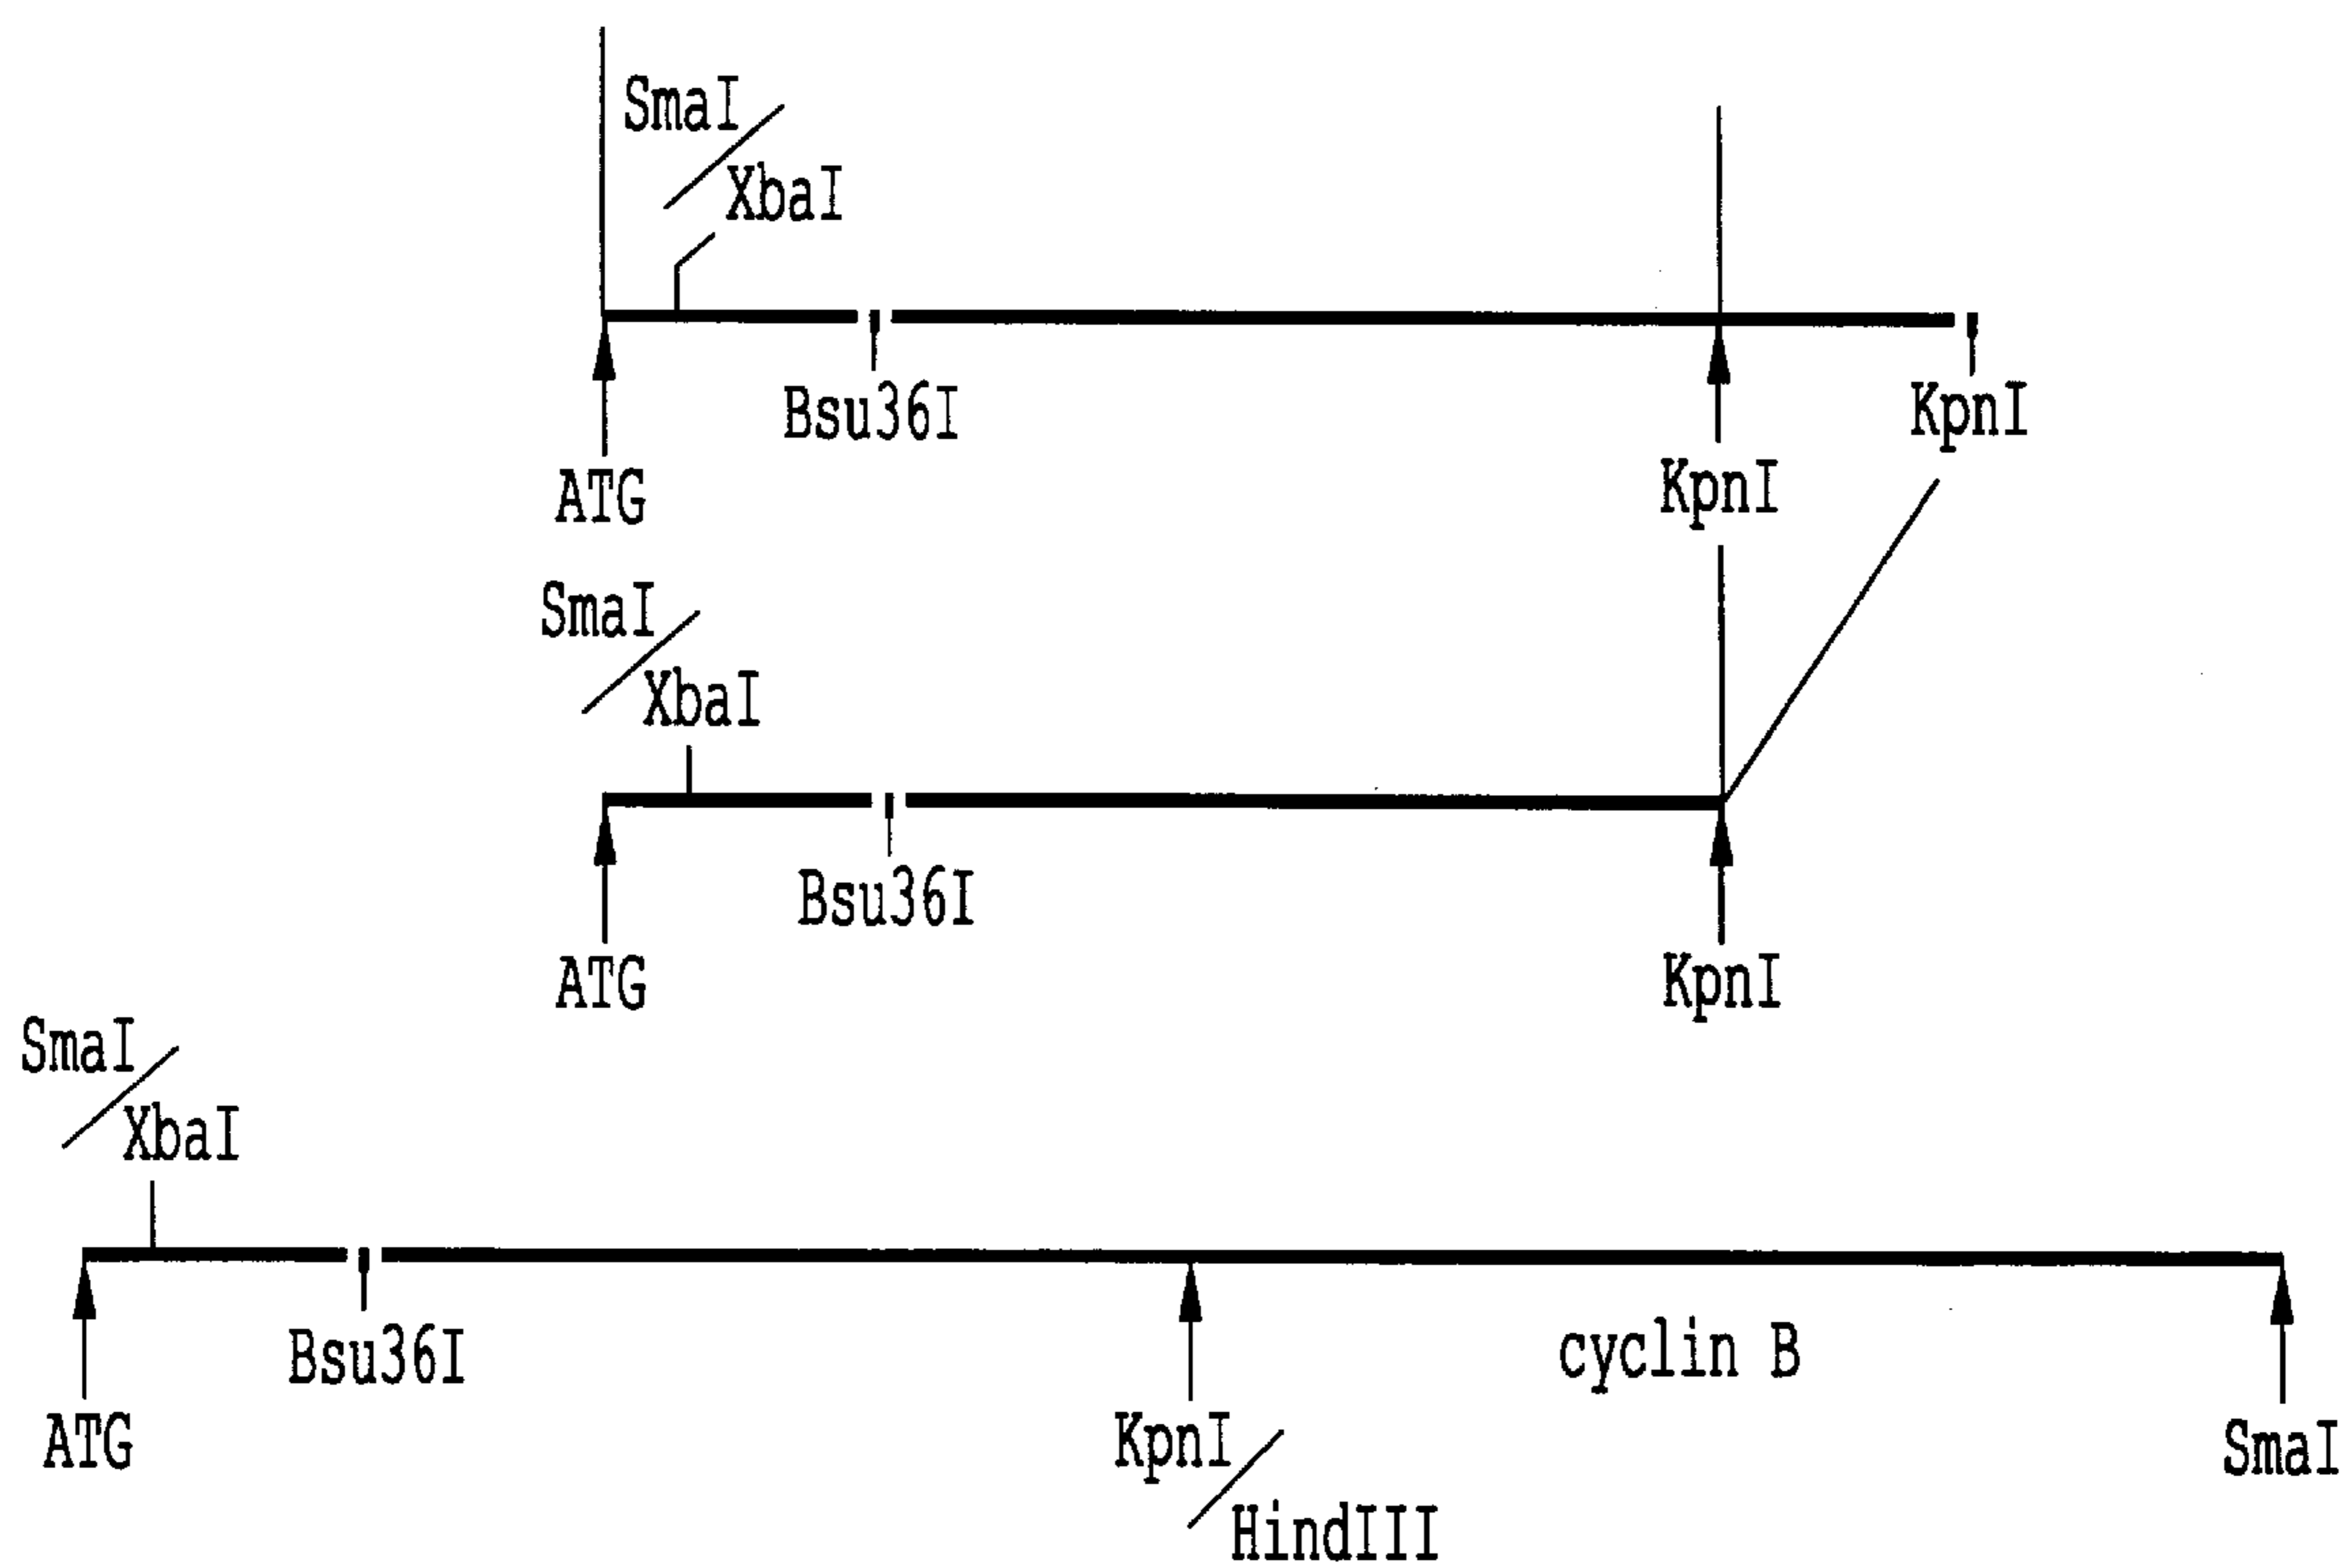 SmaI
XbaI
Bsu36I
KpnI
ATG
KpnI
SmaI
XbaI
Bsu36I
ATG
KpnI
SmaI
XbaI
Bsu36I
cyclin B
ATG
KpnI
SmaI
HindIII